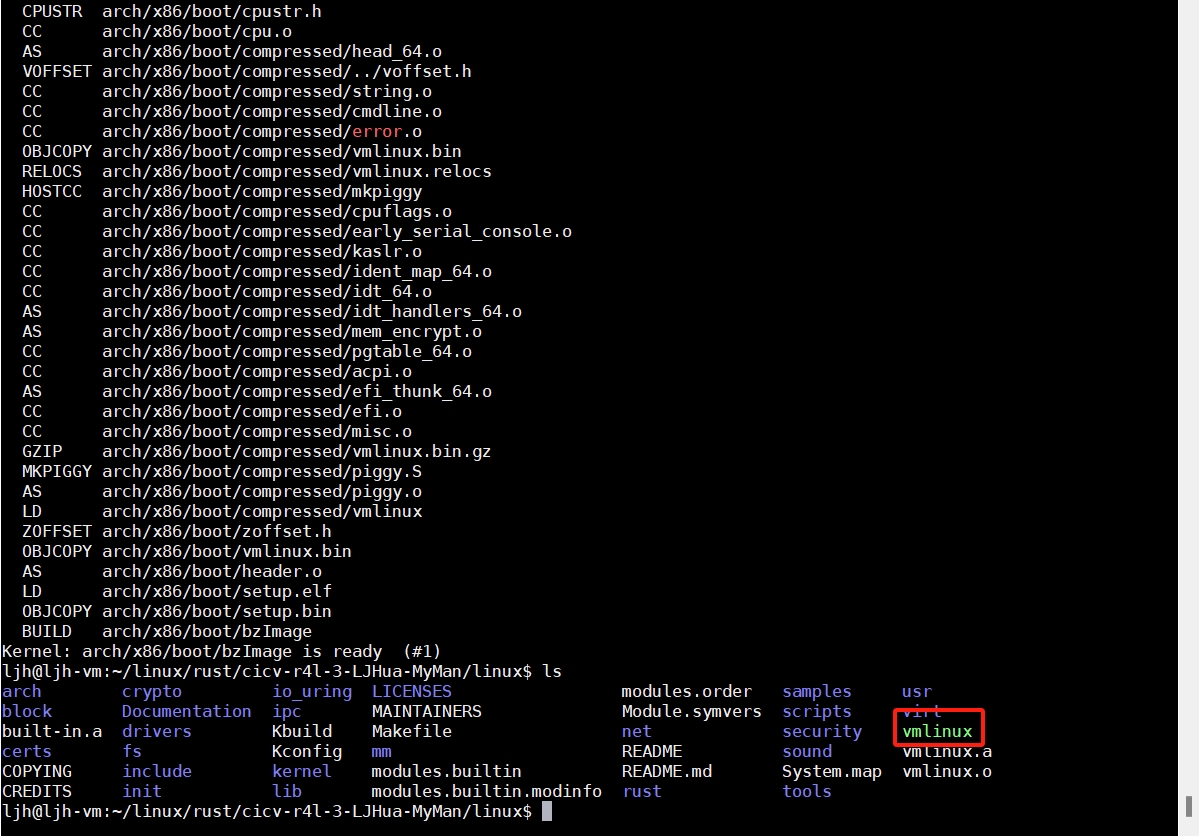 CPUSTR arch/x86/boot/cpustr.h
CC arch/x86/boot/cpu.o
AS arch/x86/boot/compressed/head_64.o
VOFFSET arch/x86/boot/compressed/../voffset.h
CC arch/x86/boot/compressed/string.o
CC arch/x86/boot/compressed/cmdline.o
CC arch/x86/boot/compressed/error.o
OBJCOPY arch/x86/boot/compressed/vmlinux.bin
RELOCS arch/x86/boot/compressed/vmlinux.relocs
HOSTCC arch/x86/boot/compressed/mkpiggy
CC arch/x86/boot/compressed/cpuflags.o
CC arch/x86/boot/compressed/early_serial_console.o
CC arch/x86/boot/compressed/kaslr.o
CC arch/x86/boot/compressed/ident_map_64.o
CC arch/x86/boot/compressed/idt_64.o
AS arch/x86/boot/compressed/idt_handlers_64.o
AS arch/x86/boot/compressed/mem_encrypt.o
CC arch/x86/boot/compressed/pgtable_64.o
CC arch/x86/boot/compressed/acpi.o
AS arch/x86/boot/compressed/efi_thunk_64.o
CC arch/x86/boot/compressed/efi.o
CC arch/x86/boot/compressed/misc.o
GZIP arch/x86/boot/compressed/vmlinux.bin.gz
MKPIGGY arch/x86/boot/compressed/piggy.S
AS arch/x86/boot/compressed/piggy.o
LD arch/x86/boot/compressed/vmlinux
ZOFFSET arch/x86/boot/zoffset.h
OBJCOPY arch/x86/boot/vmlinux.bin
AS arch/x86/boot/header.o
LD arch/x86/boot/setup.elf
OBJCOPY arch/x86/boot/setup.bin
BUILD arch/x86/boot/bzImage
Kernel: arch/x86/boot/bzImage is ready (#1)
ljh@ljh-vm:~/linux/rust/cicv-r4l-3-LJHua-MyMan/linux$ ls
arch crypto io_uring LICENSES modules.order samples usr
block Documentation ipc MAINTAINERS Module.symvers scripts virt
built-in.a drivers Kbuild Makefile net security vmlinux
certs fs Kconfig mm README sound vmlinux.a
COPYING include kernel modules.builtin README.md System.map vmlinux.o
CREDITS init lib modules.builtin.modinfo rust tools
ljh@ljh-vm:~/linux/rust/cicv-r4l-3-LJHua-MyMan/linux$